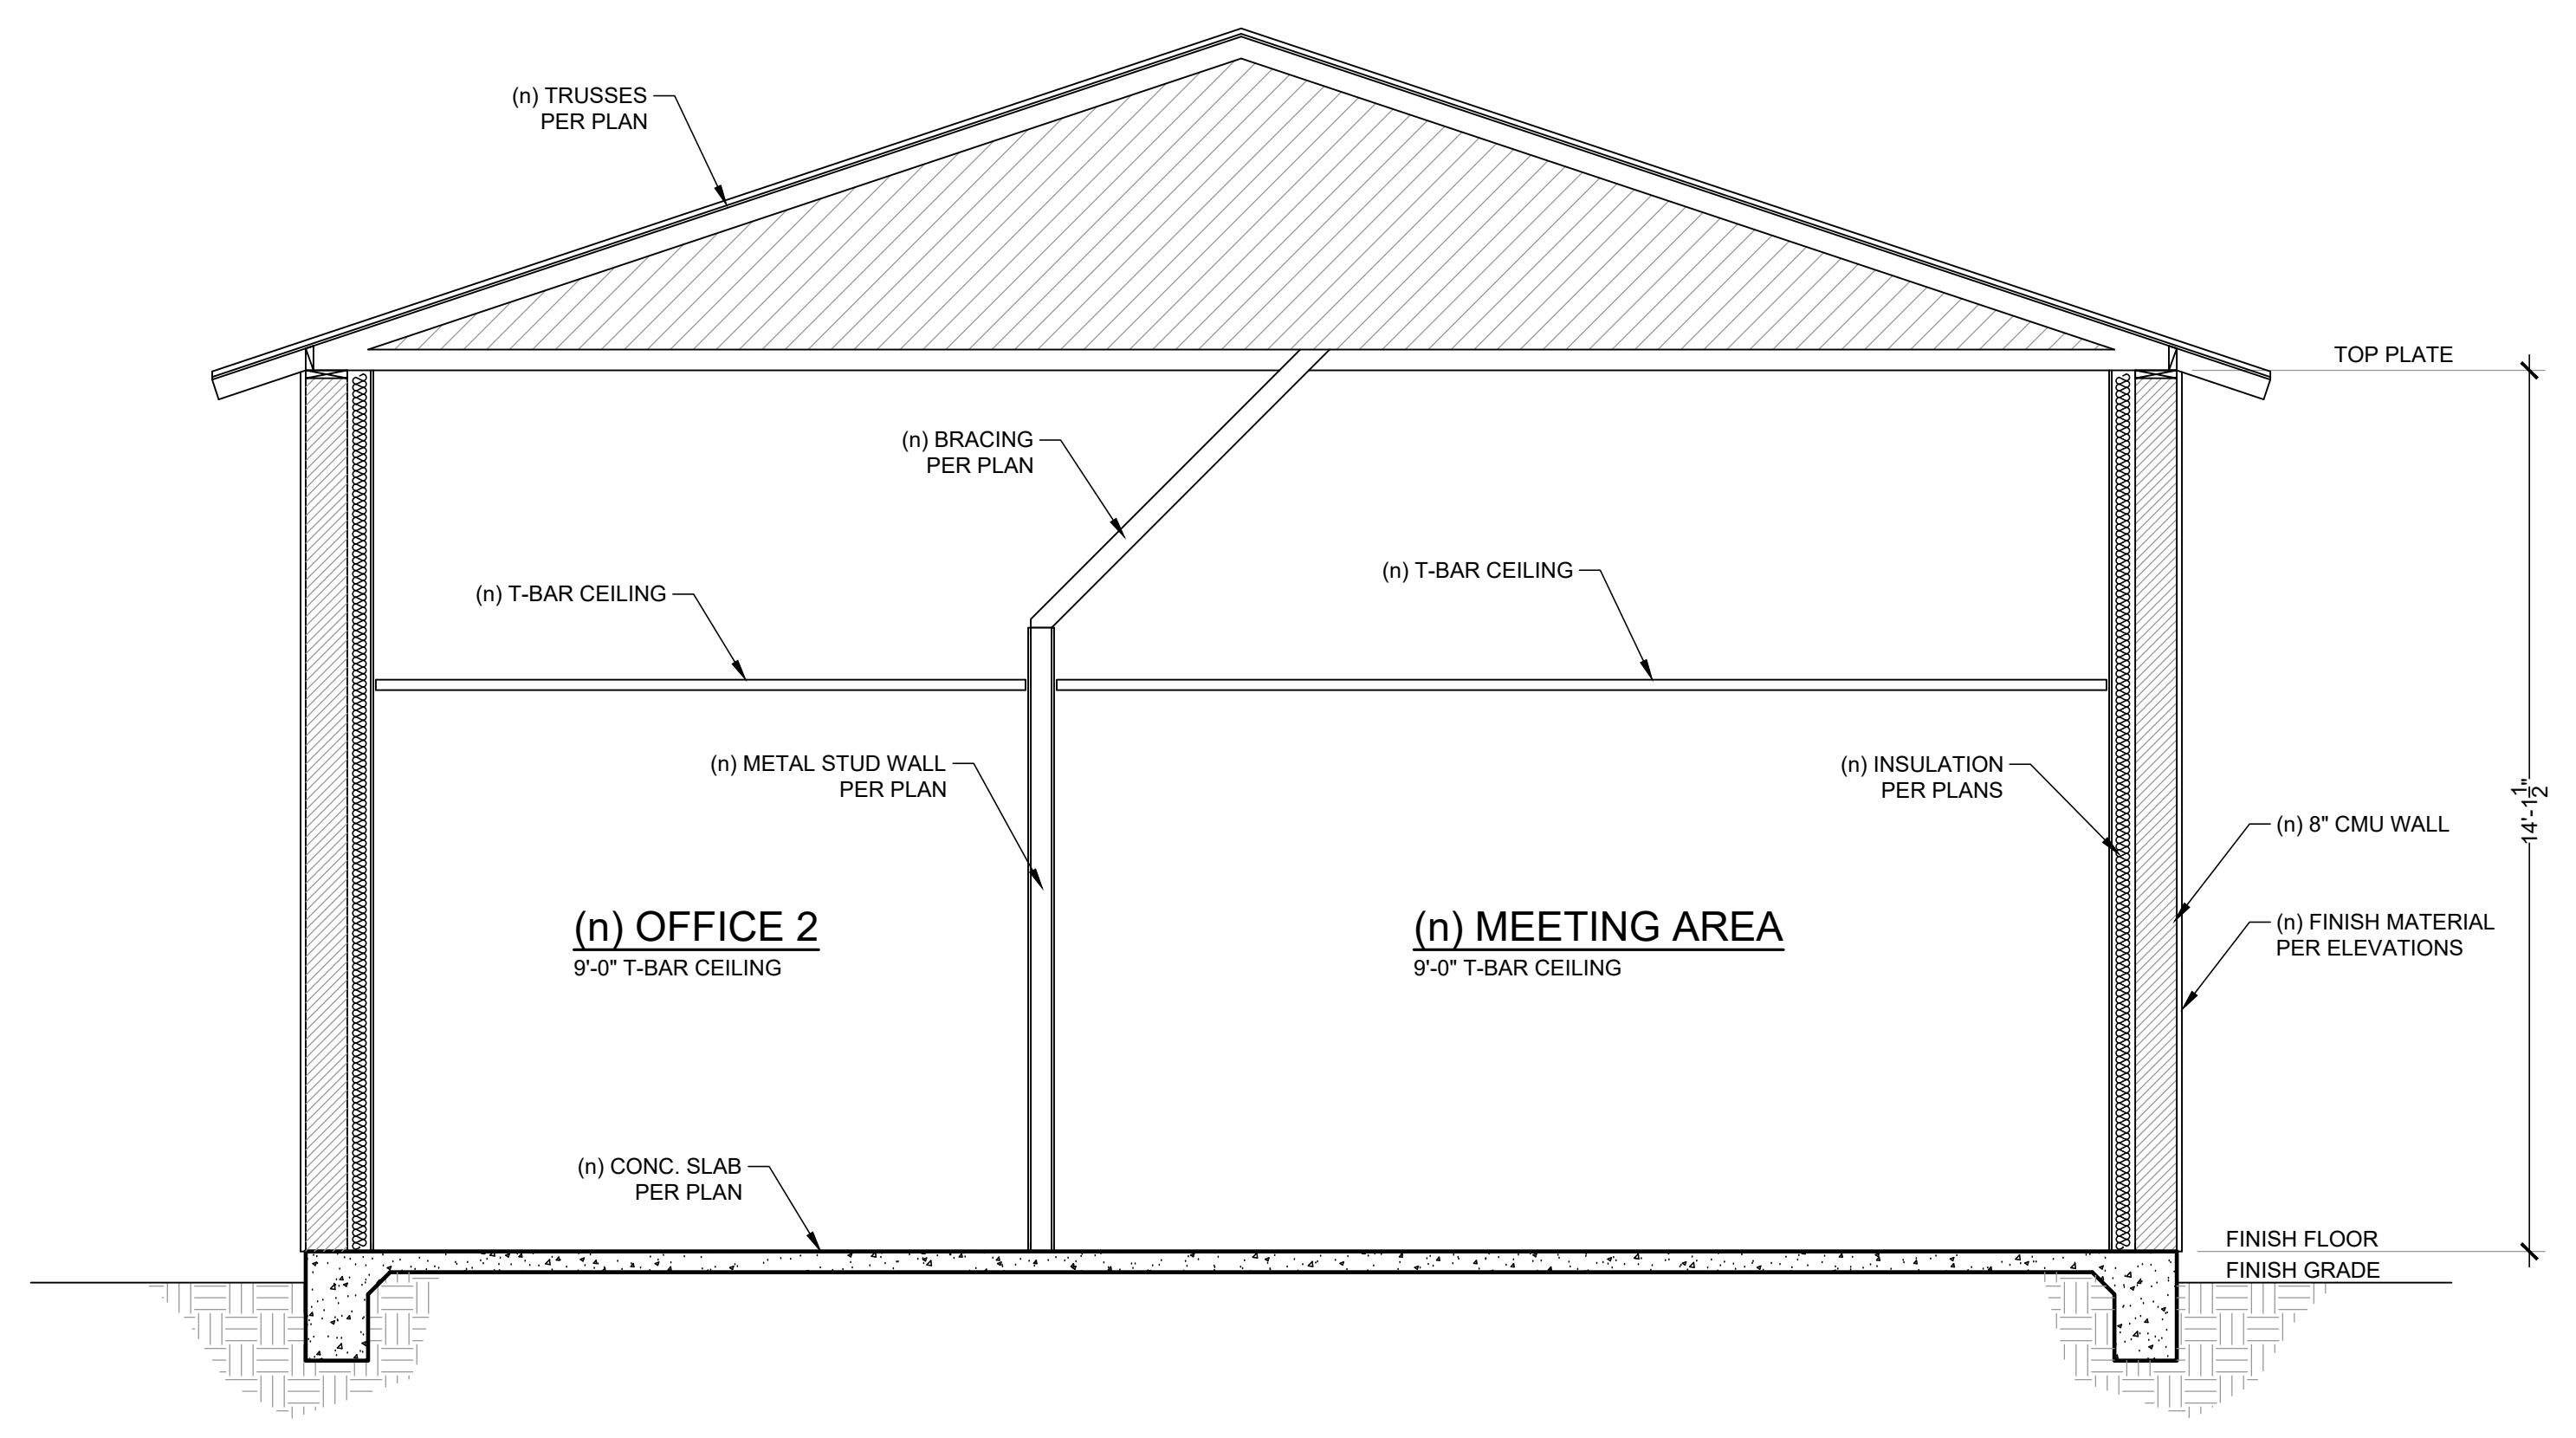 (n) TRUSSES
PER PLAN
TOP PLATE
(n) BRACING
PER PLAN
(n) T-BAR CEILING
(n) T-BAR CEILING
(n) METAL STUD WALL
PER PLAN
(n) INSULATION
PER PLANS
14'-1 1/2"
(n) 8" CMU WALL
(n) OFFICE 2
9'-0" T-BAR CEILING
(n) MEETING AREA
9'-0" T-BAR CEILING
(n) FINISH MATERIAL
PER ELEVATIONS
(n) CONC. SLAB
PER PLAN
FINISH FLOOR
FINISH GRADE